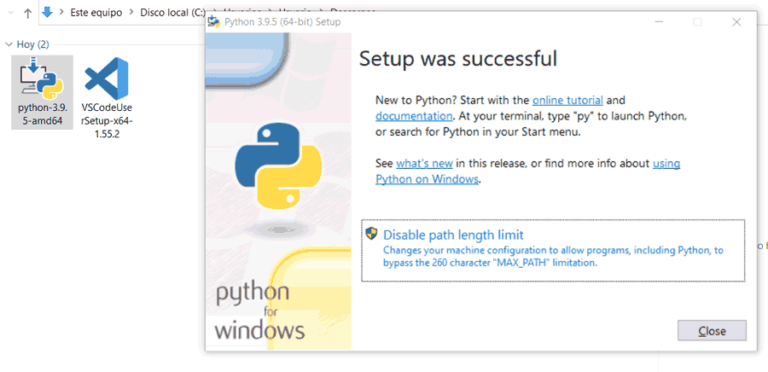 Este equipo > Disco local (C:)
Python 3.9.5 (64-bit) Setup
Hoy (2)
python-3.9.
5-amd64
VSCodeUse
rSetup-x64-
1.55.2
Setup was successful
New to Python? Start with the online tutorial and
documentation. At your terminal, type "py" to launch Python,
or search for Python in your Start menu.
See what's new in this release, or find more info about using
Python on Windows.
Disable path length limit
Changes your machine configuration to allow programs, including Python, to
bypass the 260 character "MAX_PATH" limitation.
python
for
windows
Close